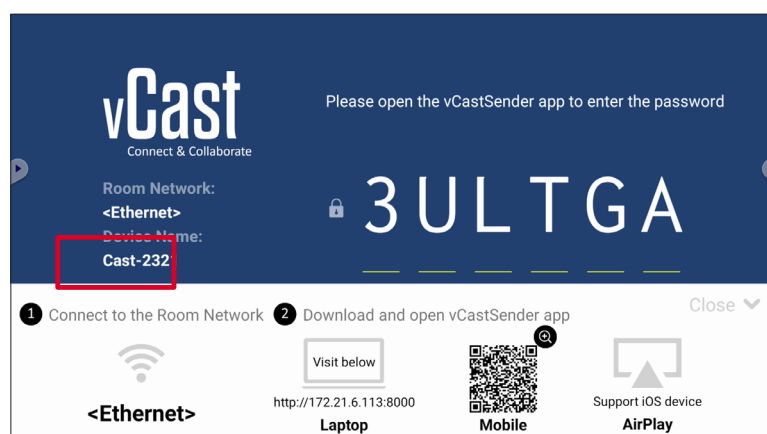 vCast
Connect & Collaborate
Please open the vCastSender app to enter the password
Room Network:
<Ethernet>
Device Name:
Cast-2321
3ULTGA
1 Connect to the Room Network
2 Download and open vCastSender app
Close
<Ethernet>
Visit below
http://172.21.6.113:8000
Laptop
Mobile
Support iOS device
AirPlay